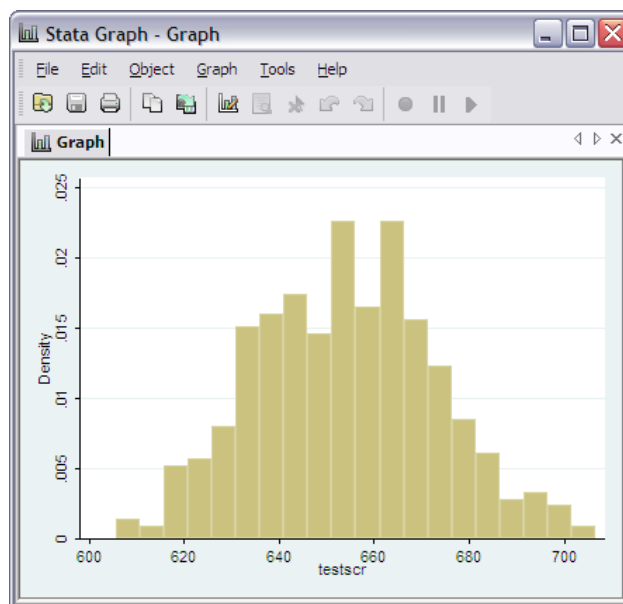 Stata Graph - Graph
File Edit Object Graph Tools Help
Graph
.025
.02
.015
.01
.005
0
Density
600 620 640 660 680 700
testscr